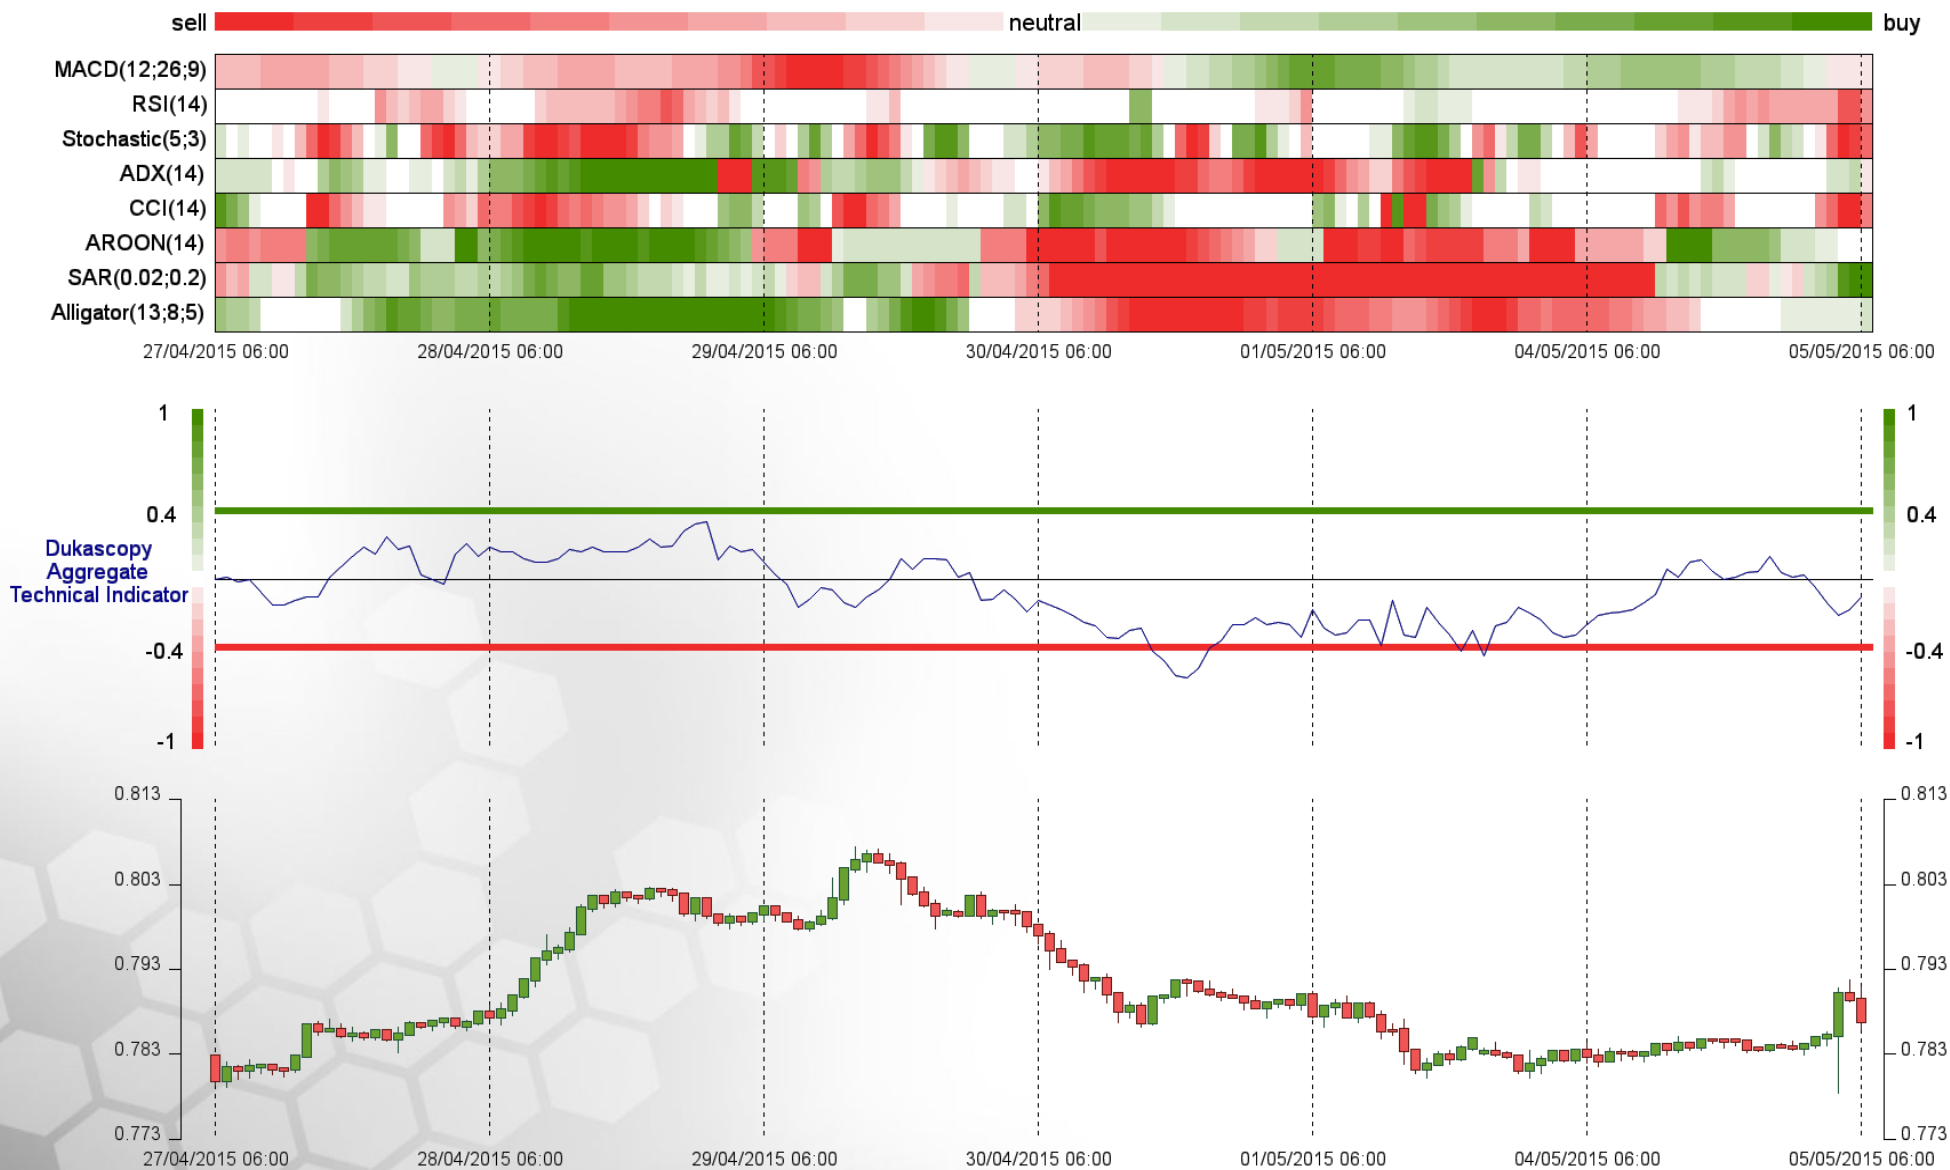 sell neutral buy
MACD(12;26;9)
RSI(14)
Stochastic(5;3)
ADX(14)
CCI(14)
AROON(14)
SAR(0.02;0.2)
Alligator(13;8;5)
27/04/2015 06:00 28/04/2015 06:00 29/04/2015 06:00 30/04/2015 06:00 01/05/2015 06:00 04/05/2015 06:00 05/05/2015 06:00
1 1
0.4 0.4
Dukascopy
Aggregate
Technical Indicator
-0.4 -0.4
-1 -1
0.813 0.813
0.803 0.803
0.793 0.793
0.783 0.783
0.773 0.773
27/04/2015 06:00 28/04/2015 06:00 29/04/2015 06:00 30/04/2015 06:00 01/05/2015 06:00 04/05/2015 06:00 05/05/2015 06:00